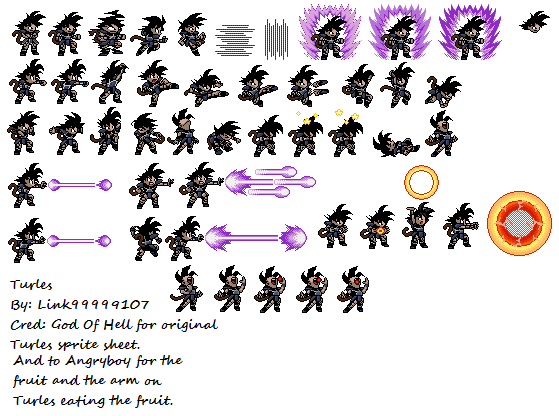 Turles
By: Link99999107
Cred: God Of Hell for original
Turles sprite sheet.
And to Angryboy for the
fruit and the arm on
Turles eating the fruit.